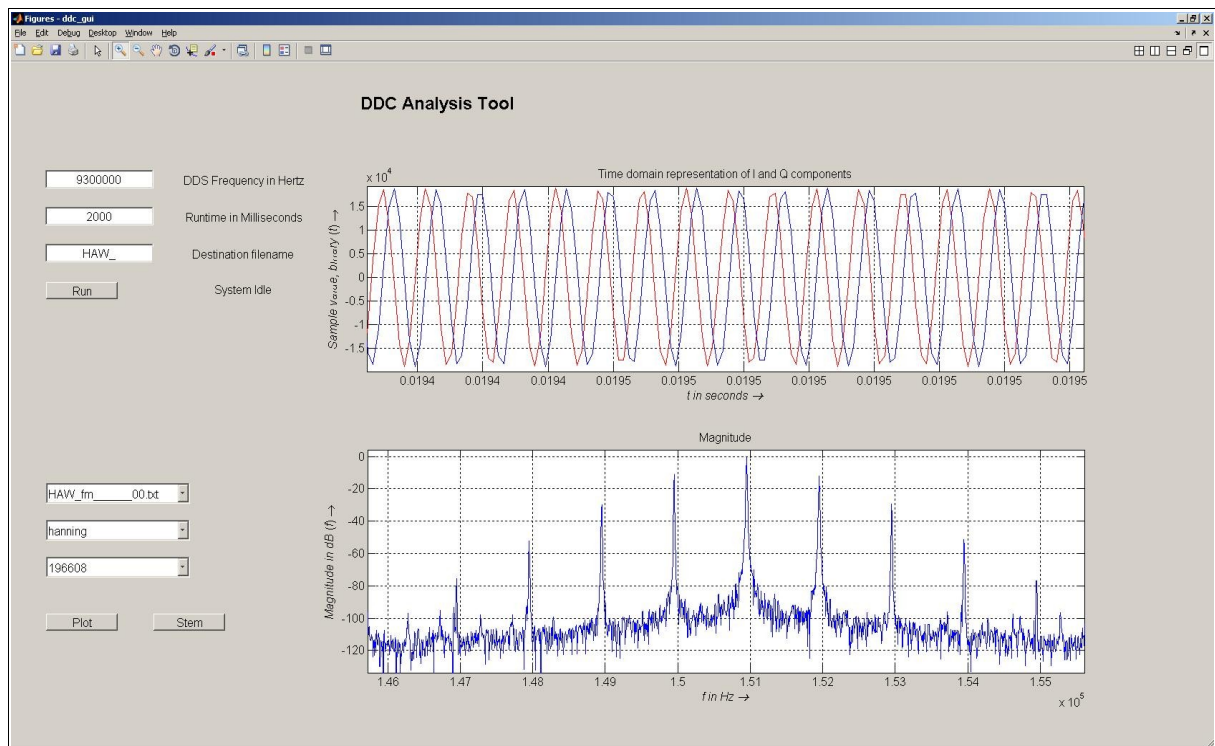 Figures - ddc_gui
File Edit Debug Desktop Window Help
DDC Analysis Tool
9300000 DDS Frequency in Hertz
2000 Runtime in Milliseconds
HAW_ Destination filename
Run System Idle
Time domain representation of I and Q components
x 10^4
1.5
1
0.5
0
-0.5
-1
-1.5
Sample (t) →
0.0194 0.0194 0.0194 0.0195 0.0195 0.0195 0.0195 0.0195 0.0195 0.0195 0.0195
t in seconds →
HAW_fm______00.txt
hanning
196608
Plot Stem
Magnitude
0
-20
-40
-60
-80
-100
-120
Magnitude in dB (f) →
1.46 1.47 1.48 1.49 1.5 1.51 1.52 1.53 1.54 1.55
x 10^5
f in Hz →